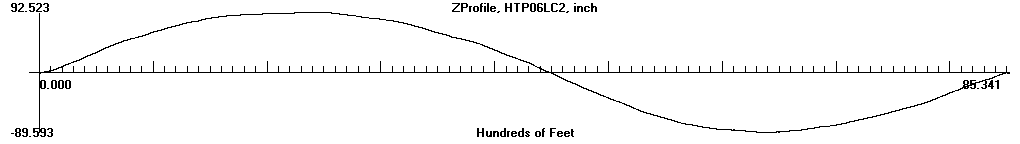 92.523 ZProfile, HTP06LC2, inch
0.000 85.341
-89.593 Hundreds of Feet